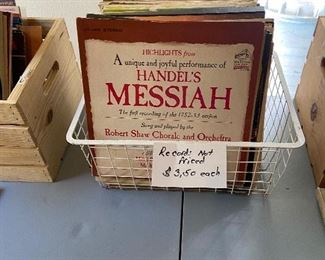 HIGHLIGHTS from
A unique and joyful performance of
HANDEL'S
MESSIAH
The first recording of the 1752-53 version
Sung and played by the
Robert Shaw Chorale and Orchestra
Records Not
Priced
$3,50 each